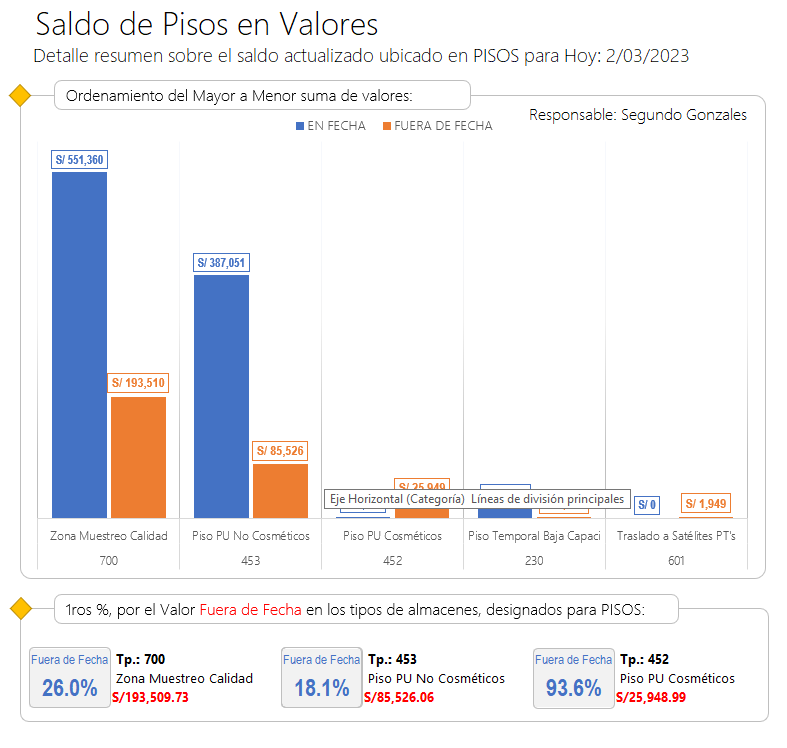 Saldo de Pisos en Valores
Detalle resumen sobre el saldo actualizado ubicado en PISOS para Hoy: 2/03/2023
Ordenamiento del Mayor a Menor suma de valores:
Responsable: Segundo Gonzales
EN FECHA FUERA DE FECHA
S/ 551,360
S/ 387,051
S/ 193,510
S/ 85,526
S/ 25,949
Eje Horizontal (Categoría) Líneas de división principales
S/ 0
S/ 1,949
Zona Muestreo Calidad Piso PU No Cosméticos Piso PU Cosméticos Piso Temporal Baja Capaci Traslado a Satélites PT's
700 453 452 230 601
1ros %, por el Valor Fuera de Fecha en los tipos de almacenes, designados para PISOS:
Fuera de Fecha
26.0%
Tp.: 700
Zona Muestreo Calidad
S/193,509.73
Fuera de Fecha
18.1%
Tp.: 453
Piso PU No Cosméticos
S/85,526.06
Fuera de Fecha
93.6%
Tp.: 452
Piso PU Cosméticos
S/25,948.99